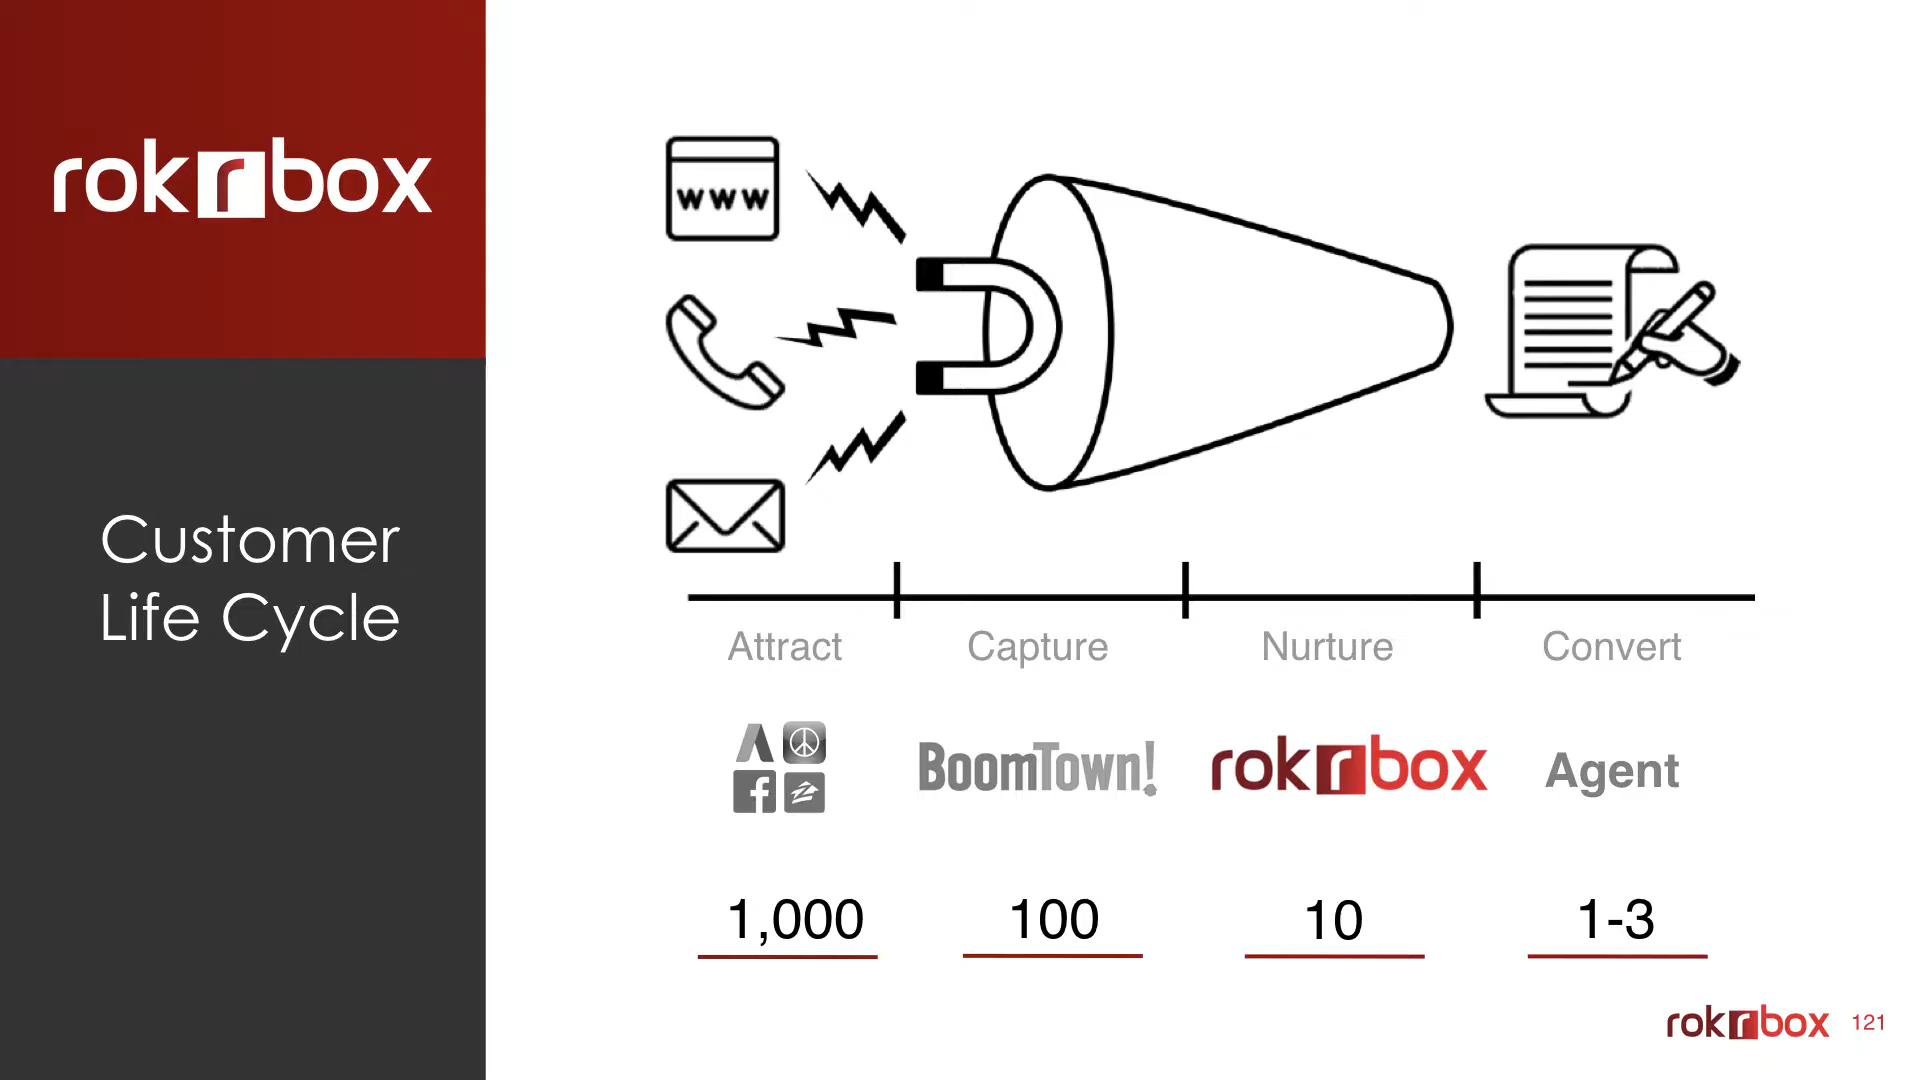 rokrbox
Customer
Life Cycle
WWW
Attract Capture Nurture Convert
BoomTown! rokrbox Agent
1,000 100 10 1-3
rokrbox 121